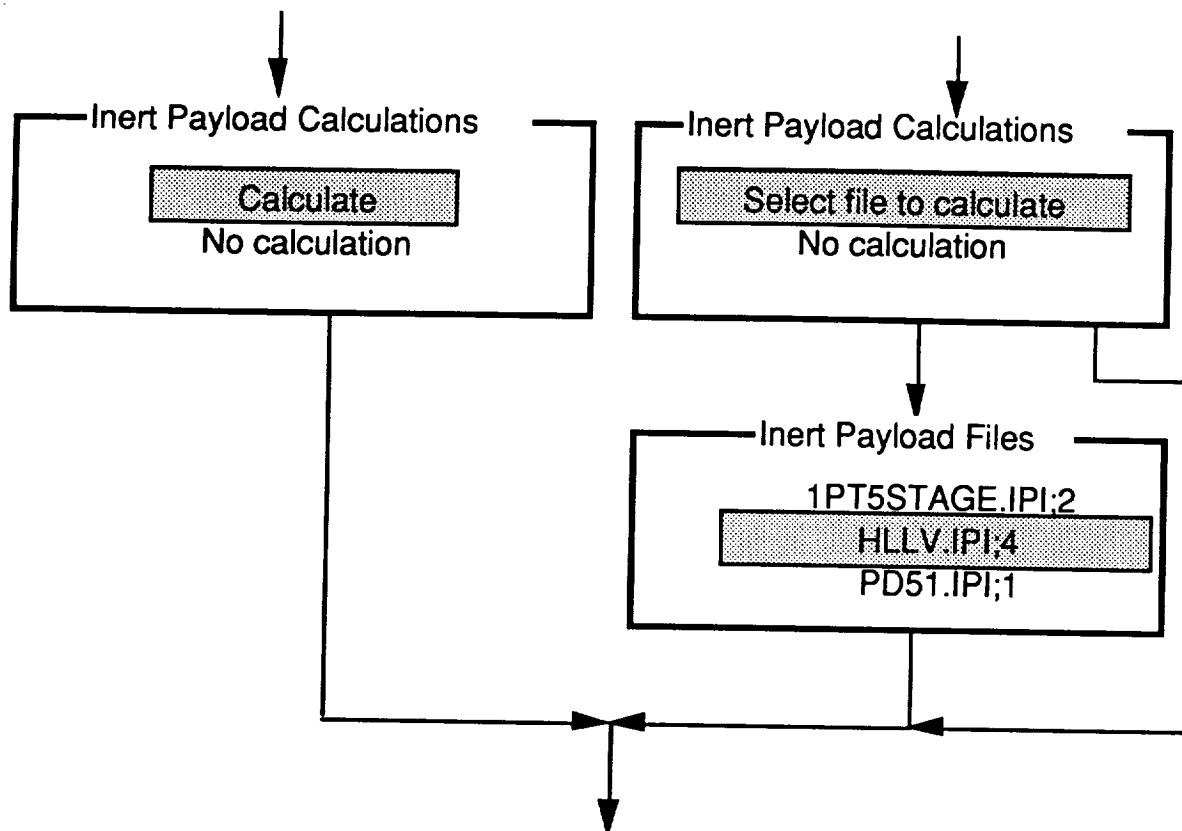 Inert Payload Calculations
Calculate
No calculation
Inert Payload Calculations
Select file to calculate
No calculation
Inert Payload Files
1PT5STAGE.IPI;2
HLLV.IPI;4
PD51.IPI;1